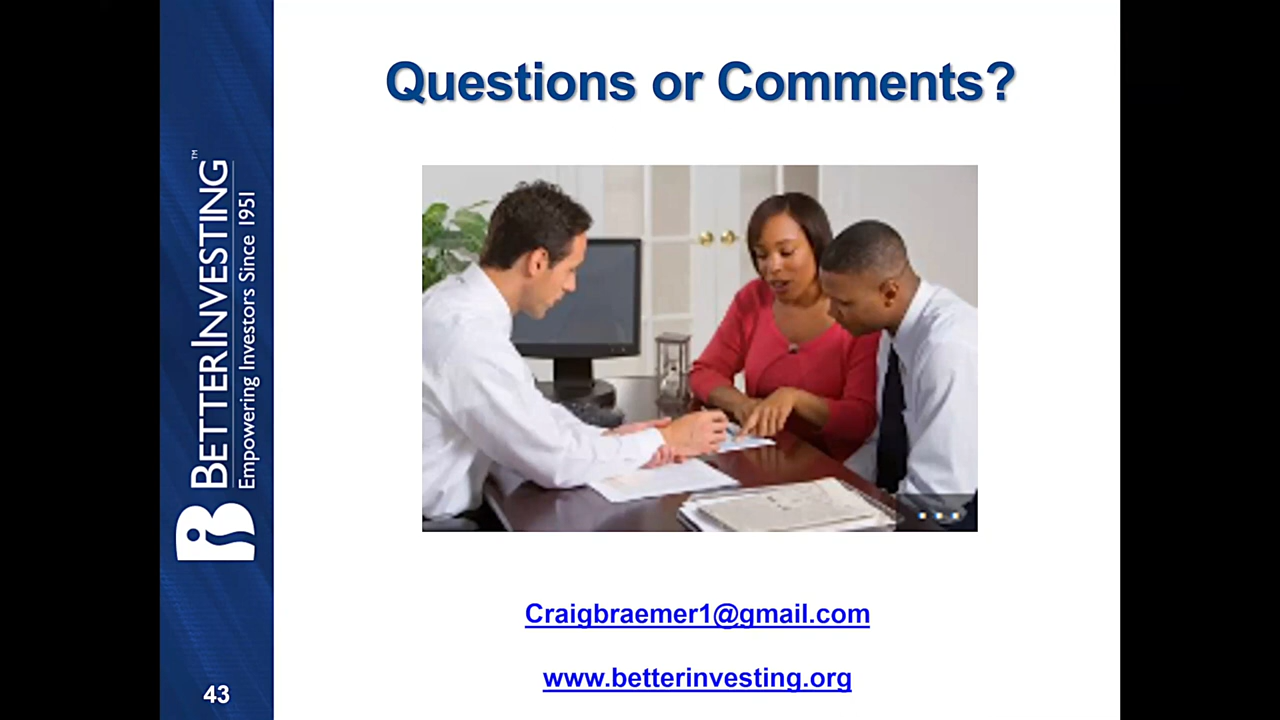 Questions or Comments?
BETTERINVESTING™
Empowering Investors Since 1951
Craigbraemer1@gmail.com
www.betterinvesting.org
43